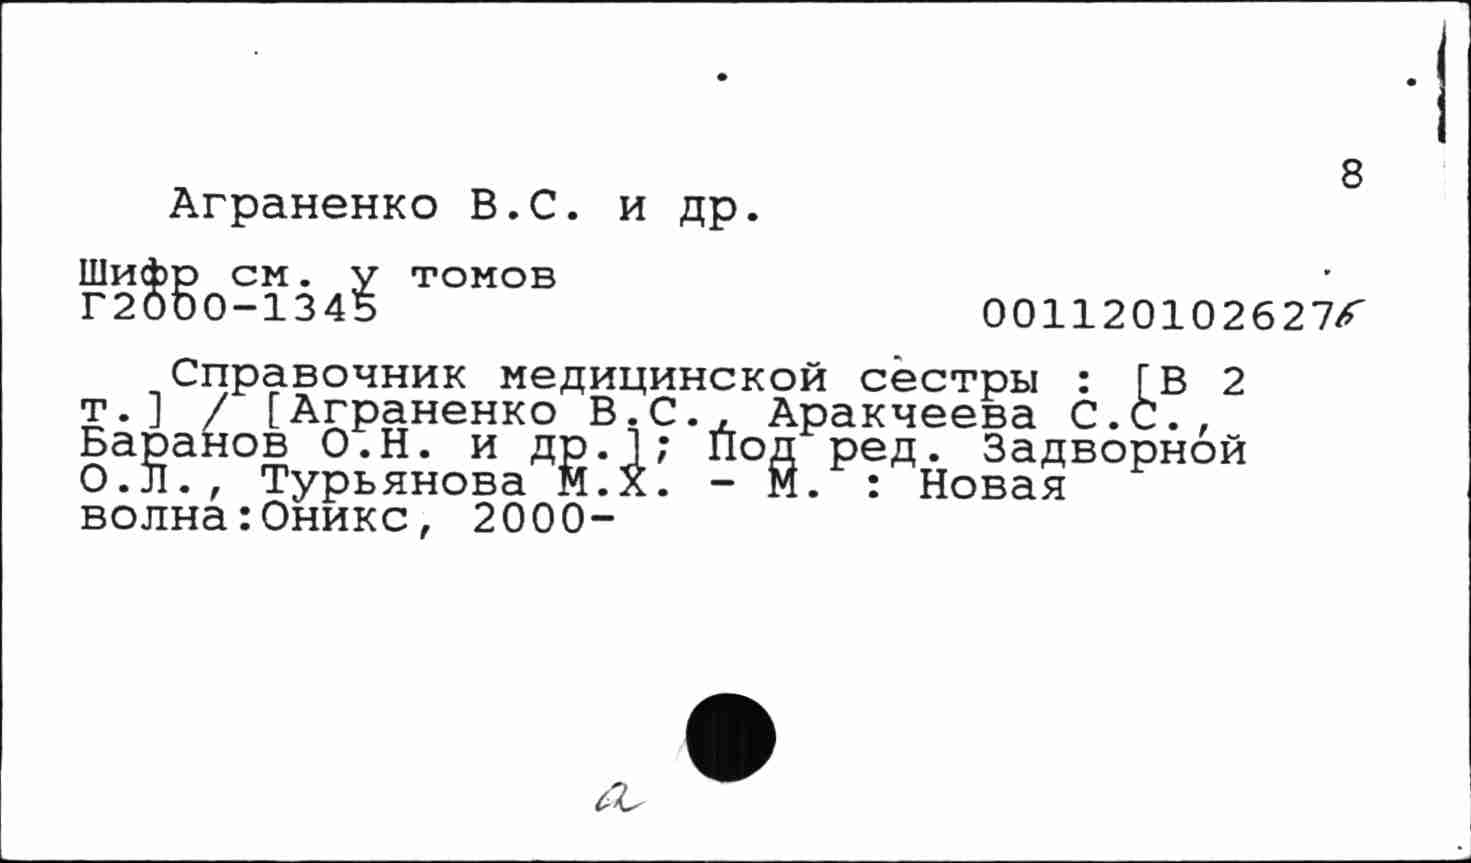 8
Аграненко В.С. и др.
Шифр см. у томов
Г2000-1345
0011201026276
Справочник медицинской сестры : [В 2
т.] / [Аграненко В.С., Аракчеева С.С.,
Баранов О.Н. и др.]; Под ред. Задворной
О.Л., Турьянова М.Х. - М. : Новая
волна:Оникс, 2000-
а